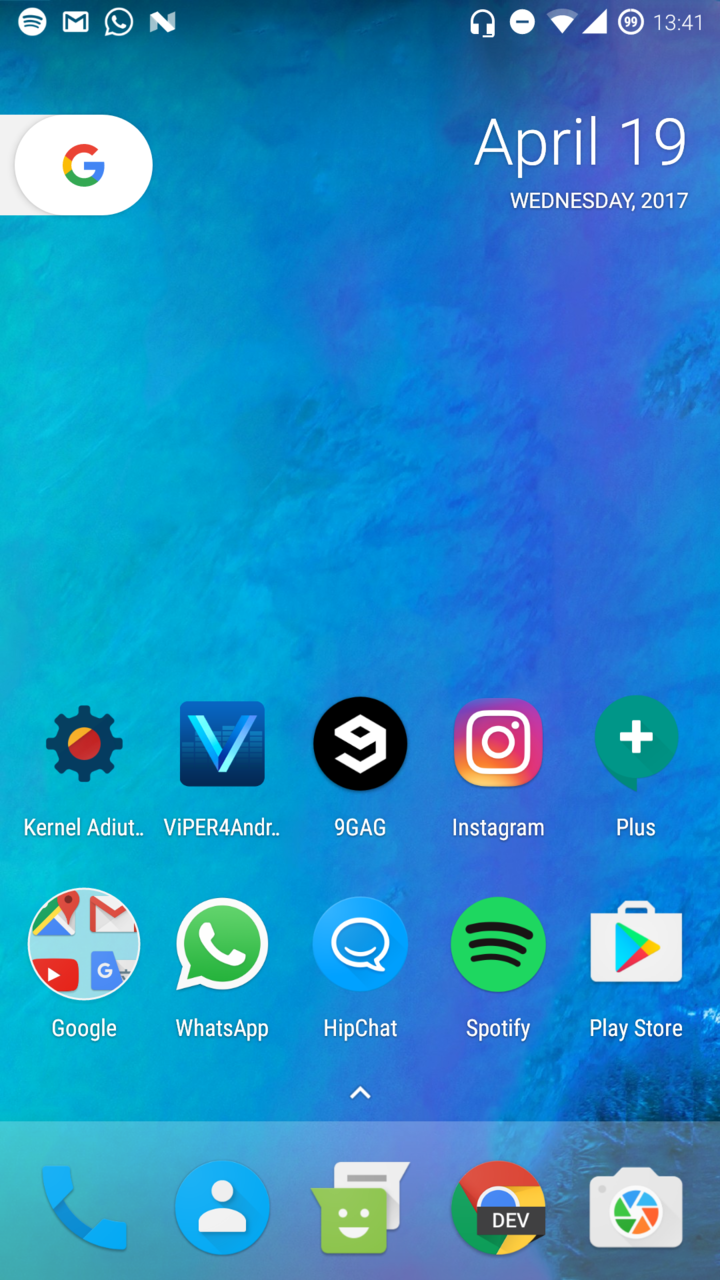 99 13:41
G
April 19
WEDNESDAY, 2017
Kernel Adiut.. ViPER4Andr.. 9GAG Instagram Plus
G
Google WhatsApp HipChat Spotify Play Store
DEV